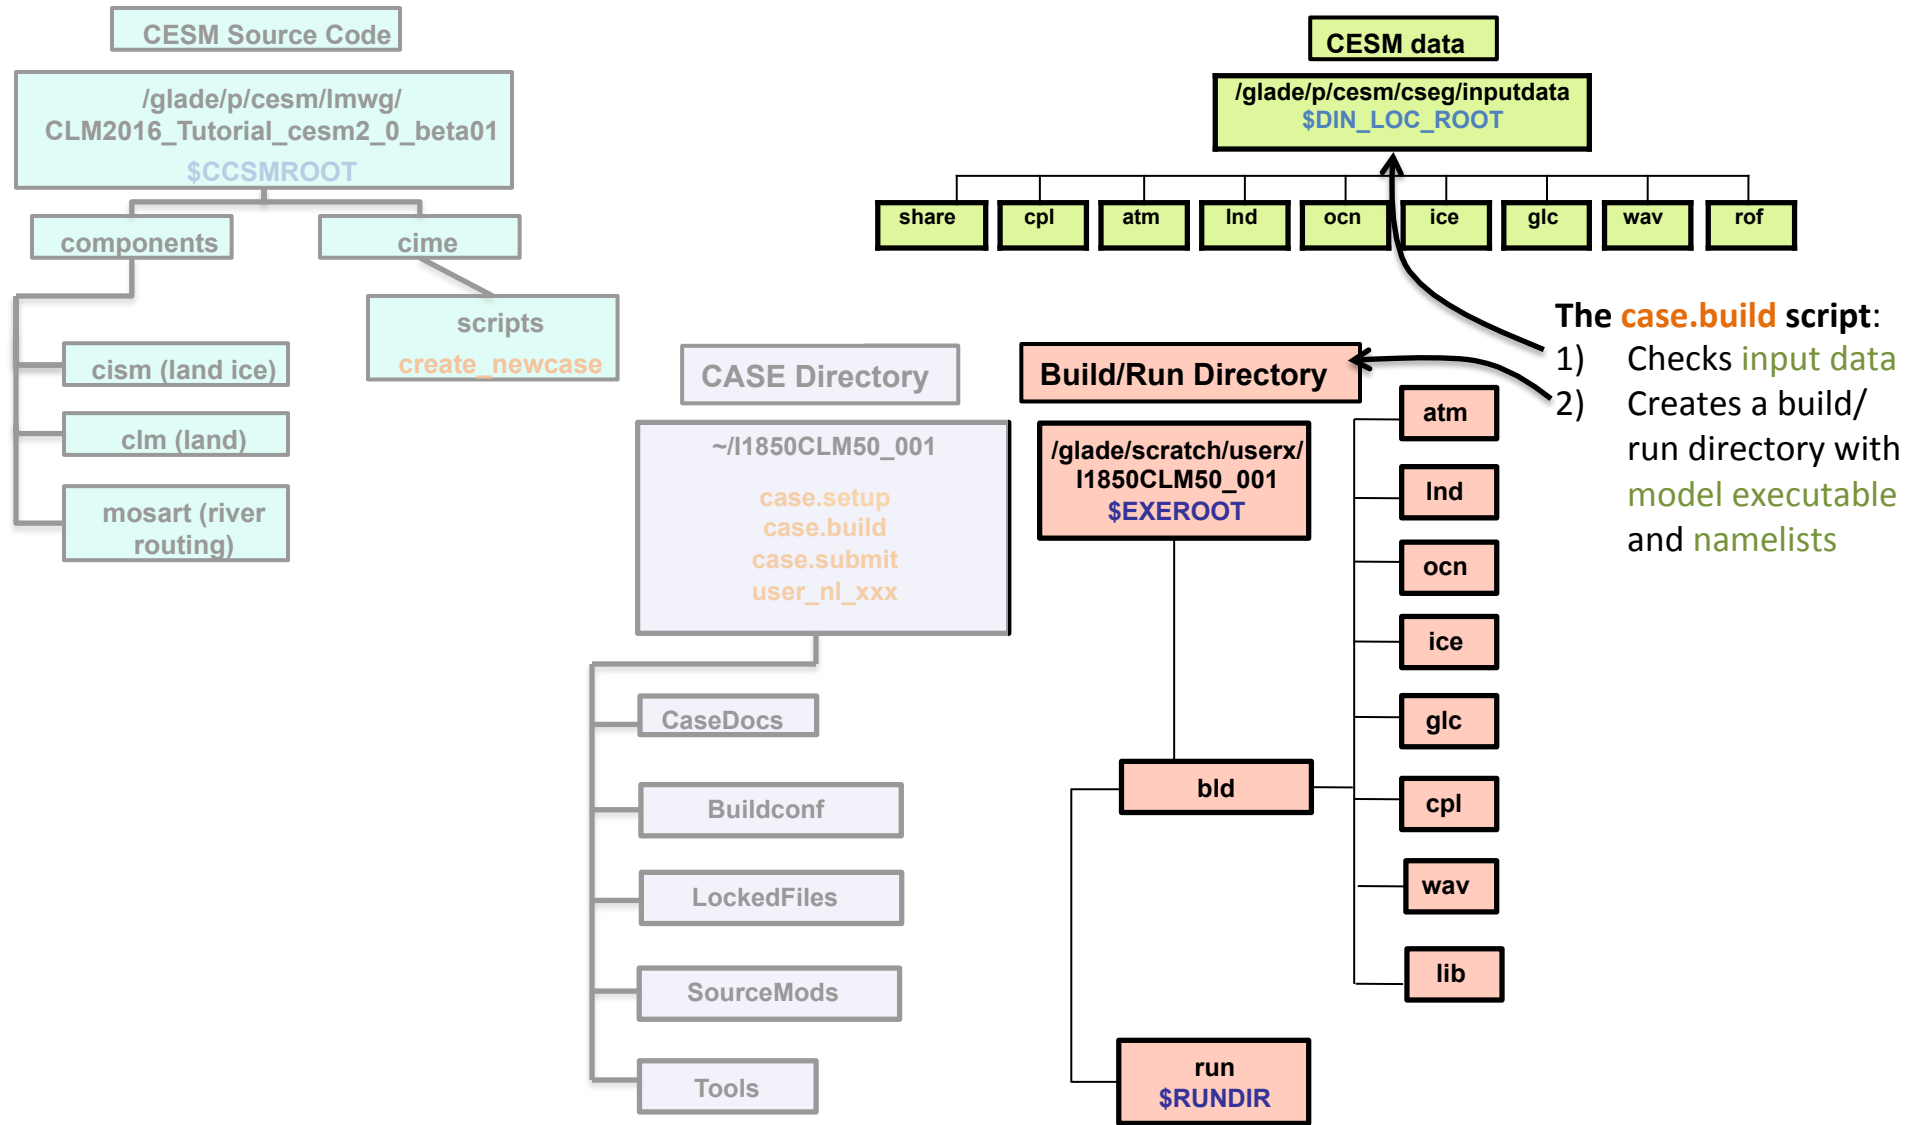 CESM Source Code
/glade/p/cesm/lmwg/
CLM2016_Tutorial_cesm2_0_beta01
$CCSMROOT
components
cime
cism (land ice)
clm (land)
mosart (river
routing)
scripts
create_newcase
CASE Directory
~/I1850CLM50_001
case.setup
case.build
case.submit
user_nl_xxx
CaseDocs
Buildconf
LockedFiles
SourceMods
Tools
CESM data
/glade/p/cesm/cseg/inputdata
$DIN_LOC_ROOT
share
cpl
atm
lnd
ocn
ice
glc
wav
rof
Build/Run Directory
/glade/scratch/userx/
I1850CLM50_001
$EXEROOT
bld
run
$RUNDIR
atm
lnd
ocn
ice
glc
cpl
wav
lib
The case.build script:
1) Checks input data
2) Creates a build/
run directory with
model executable
and namelists